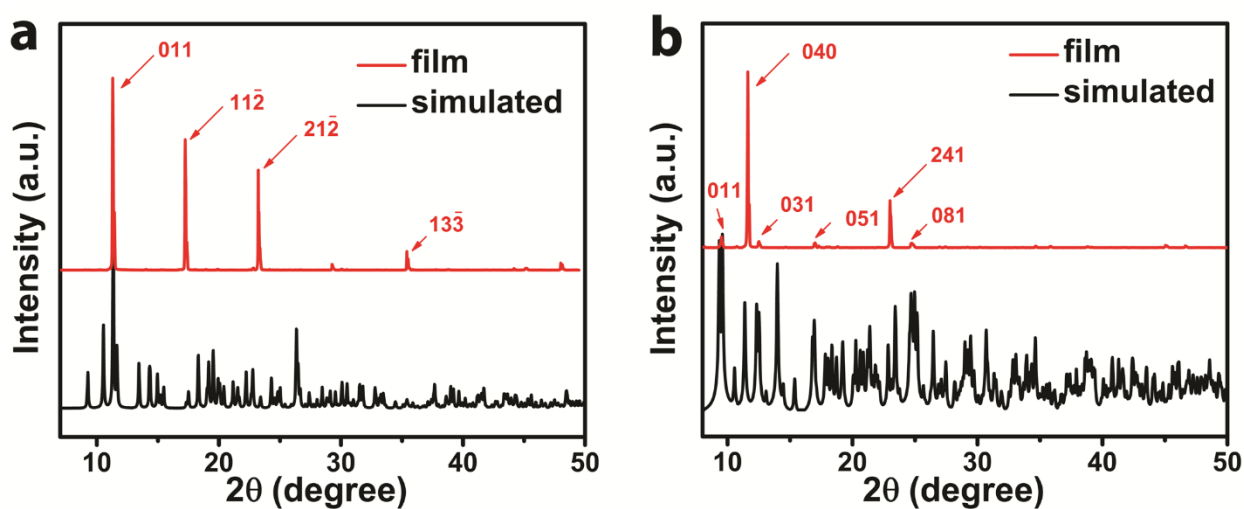 a
011
112̄
212̄
133̄
film
simulated
Intensity (a.u.)
10 20 30 40 50
2θ (degree)
b
040
011
031
051
241
081
film
simulated
Intensity (a.u.)
10 20 30 40 50
2θ (degree)